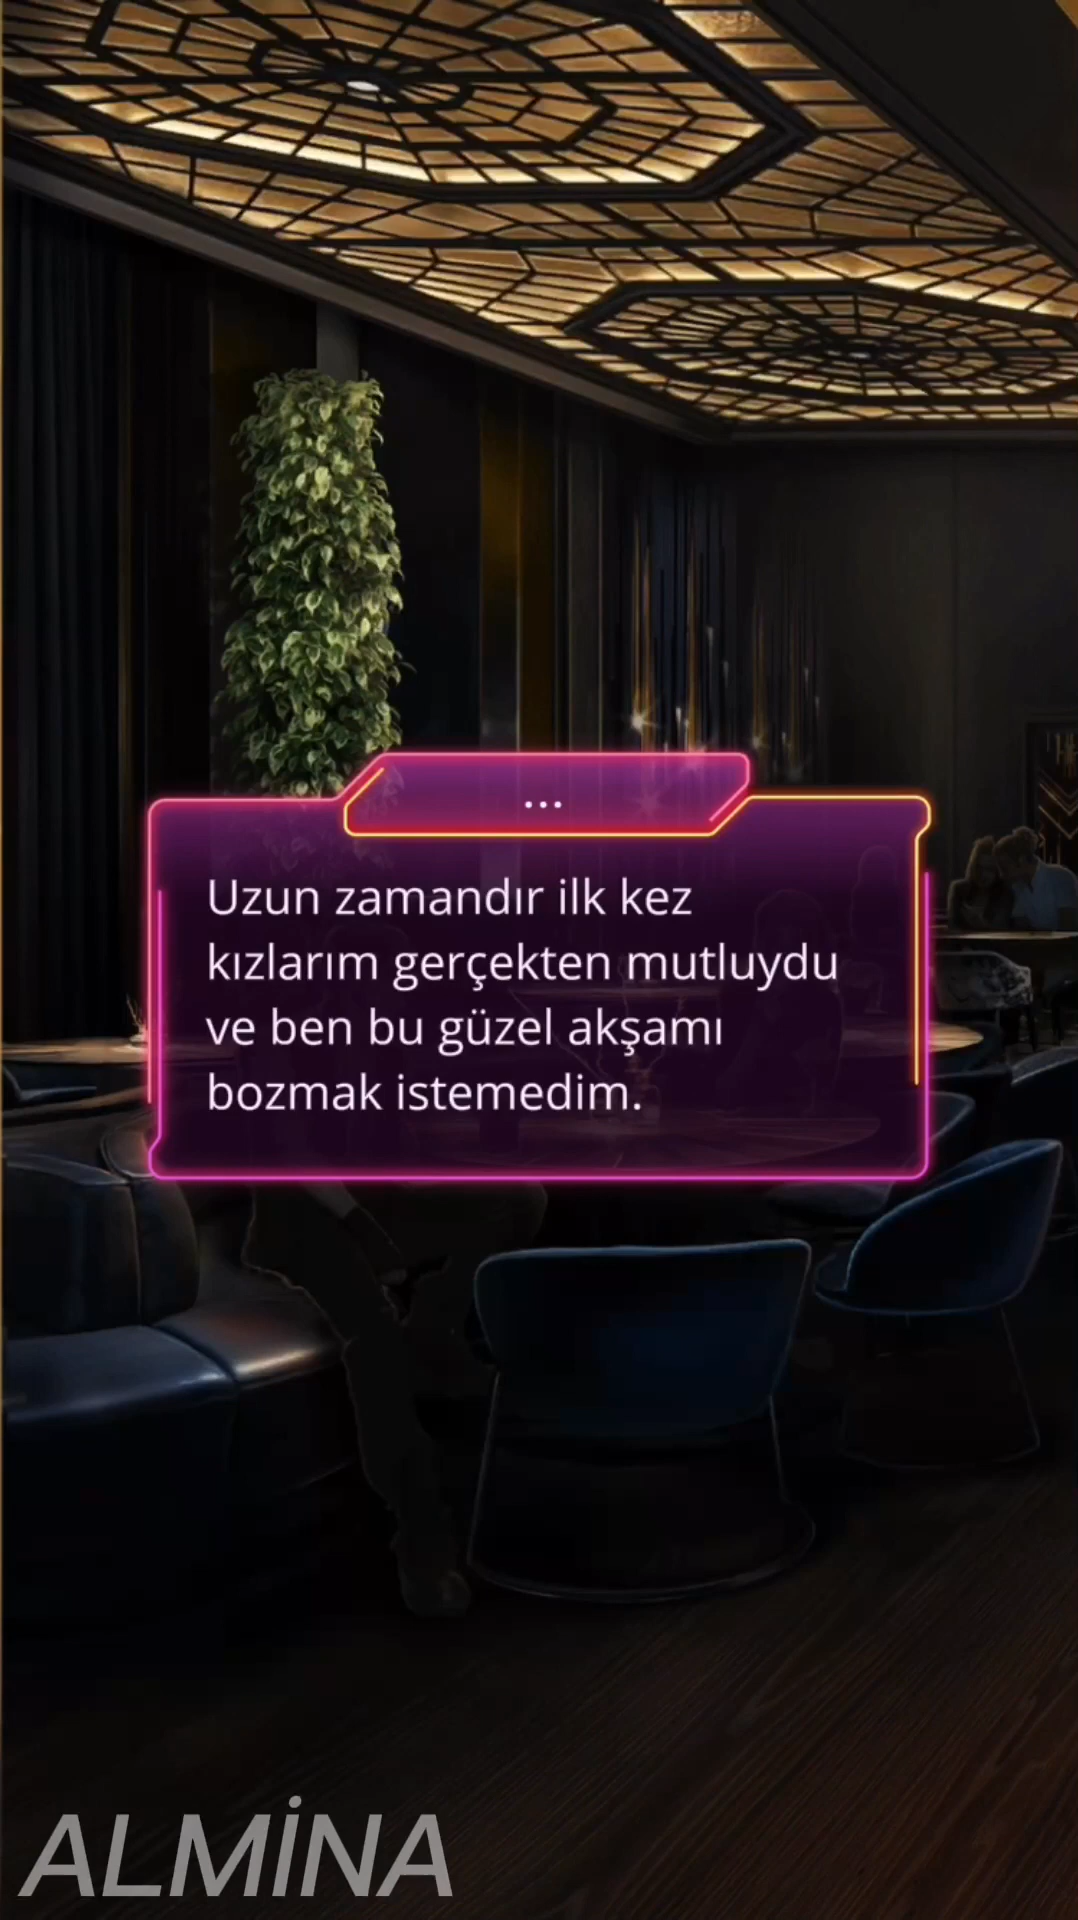 ...
Uzun zamandır ilk kez
kızlarım gerçekten mutluydu
ve ben bu güzel akşamı
bozmak istemedim.
ALMİNA